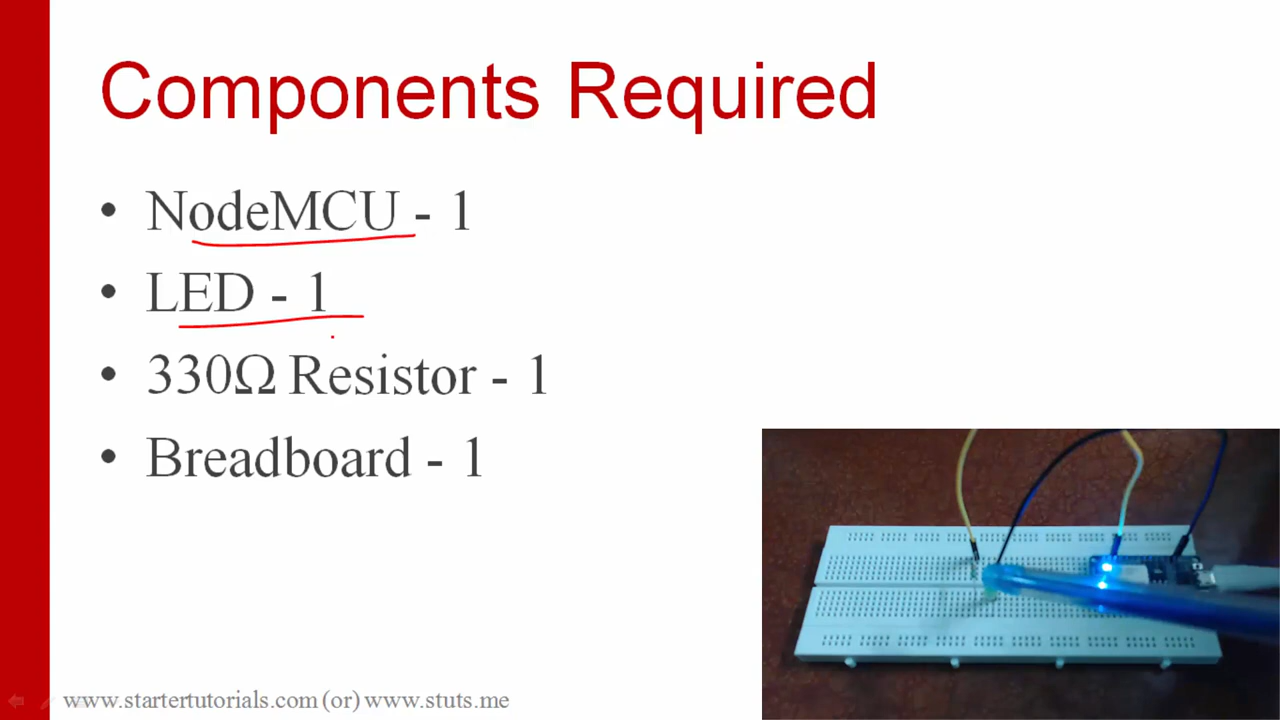 Components Required
• NodeMCU - 1
• LED - 1
• 330Ω Resistor - 1
• Breadboard - 1
www.startertutorials.com (or) www.stuts.me